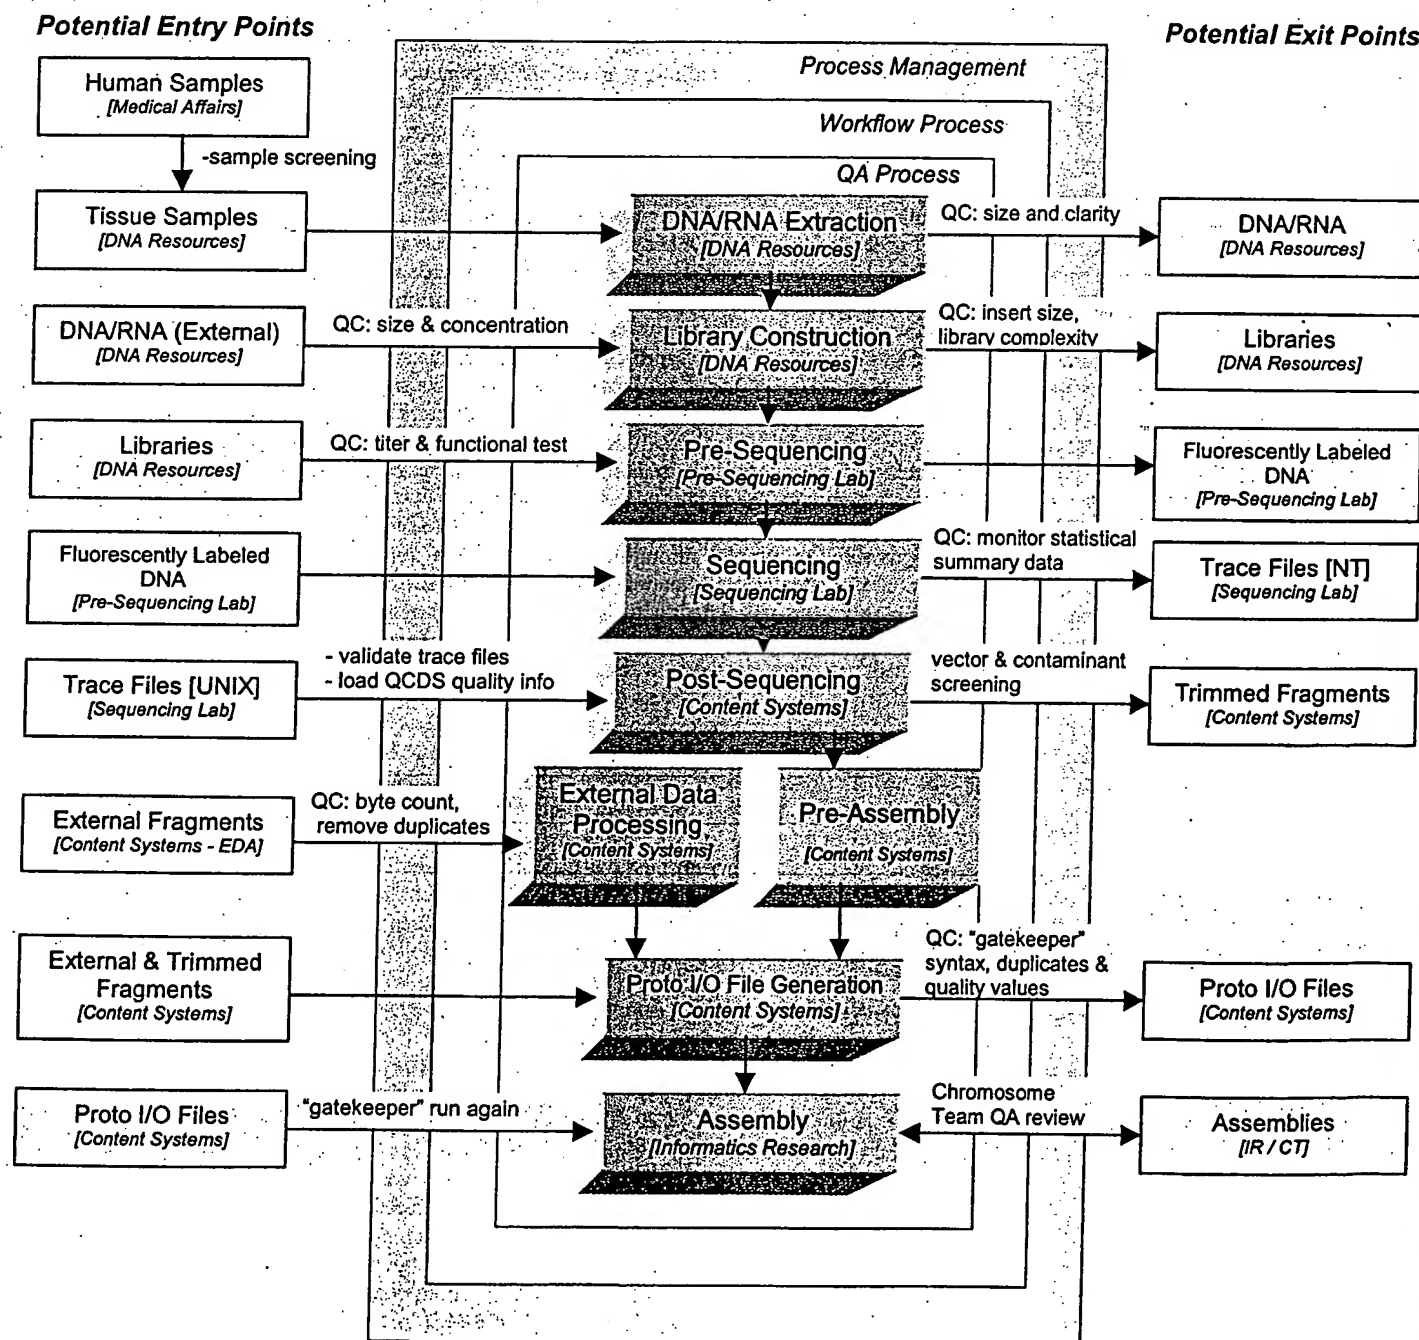 Potential Entry Points
Potential Exit Points
Process Management
Human Samples
[Medical Affairs]
Workflow Process
-sample screening
QA Process
Tissue Samples
[DNA Resources]
DNA/RNA Extraction
[DNA Resources]
QC: size and clarity
DNA/RNA
[DNA Resources]
DNA/RNA (External)
[DNA Resources]
QC: size & concentration
Library Construction
[DNA Resources]
QC: insert size,
library complexity
Libraries
[DNA Resources]
Libraries
[DNA Resources]
QC: titer & functional test
Pre-Sequencing
[Pre-Sequencing Lab]
Fluorescently Labeled
DNA
[Pre-Sequencing Lab]
Fluorescently Labeled
DNA
[Pre-Sequencing Lab]
Sequencing
[Sequencing Lab]
QC: monitor statistical
summary data
Trace Files [NT]
[Sequencing Lab]
Trace Files [UNIX]
[Sequencing Lab]
- validate trace files
- load QCDS quality info
Post-Sequencing
[Content Systems]
vector & contaminant
screening
Trimmed Fragments
[Content Systems]
External Fragments
[Content Systems - EDA]
QC: byte count,
remove duplicates
External Data
Processing
[Content Systems]
Pre-Assembly
[Content Systems]
External & Trimmed
Fragments
[Content Systems]
Proto I/O File Generation
[Content Systems]
QC: "gatekeeper"
syntax, duplicates &
quality values
Proto I/O Files
[Content Systems]
Proto I/O Files
[Content Systems]
"gatekeeper" run again
Assembly
[Informatics Research]
Chromosome
Team QA review
Assemblies
[IR / CT]